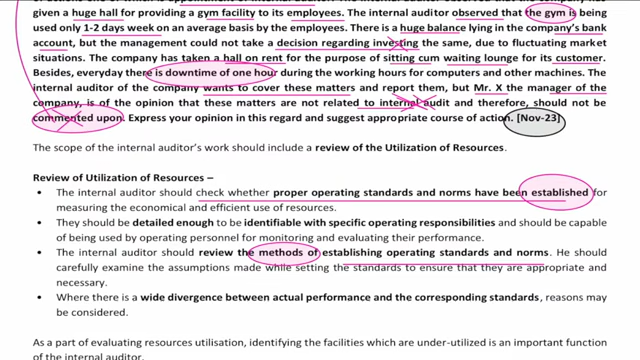 given a huge hall for providing a gym facility to its employees. The internal auditor observed that the gym is being
used only 1-2 days week on an average basis by the employees. There is a huge balance lying in the company's bank
account, but the management could not take a decision regarding investing the same, due to fluctuating market
situations. The company has taken a hall on rent for the purpose of sitting cum waiting lounge for its customer.
Besides, everyday there is downtime of one hour during the working hours for computers and other machines. The
internal auditor of the company wants to cover these matters and report them, but Mr. X the manager of the
company, is of the opinion that these matters are not related to internal audit and therefore, should not be
commented upon. Express your opinion in this regard and suggest appropriate course of action. [Nov-23]
The scope of the internal auditor's work should include a review of the Utilization of Resources.
Review of Utilization of Resources –
• The internal auditor should check whether proper operating standards and norms have been established for
measuring the economical and efficient use of resources.
• They should be detailed enough to be identifiable with specific operating responsibilities and should be capable
of being used by operating personnel for monitoring and evaluating their performance.
• The internal auditor should review the methods of establishing operating standards and norms. He should
carefully examine the assumptions made while setting the standards to ensure that they are appropriate and
necessary.
• Where there is a wide divergence between actual performance and the corresponding standards, reasons may
be considered.
As a part of evaluating resources utilisation, identifying the facilities which are under-utilized is an important function
of the internal auditor.